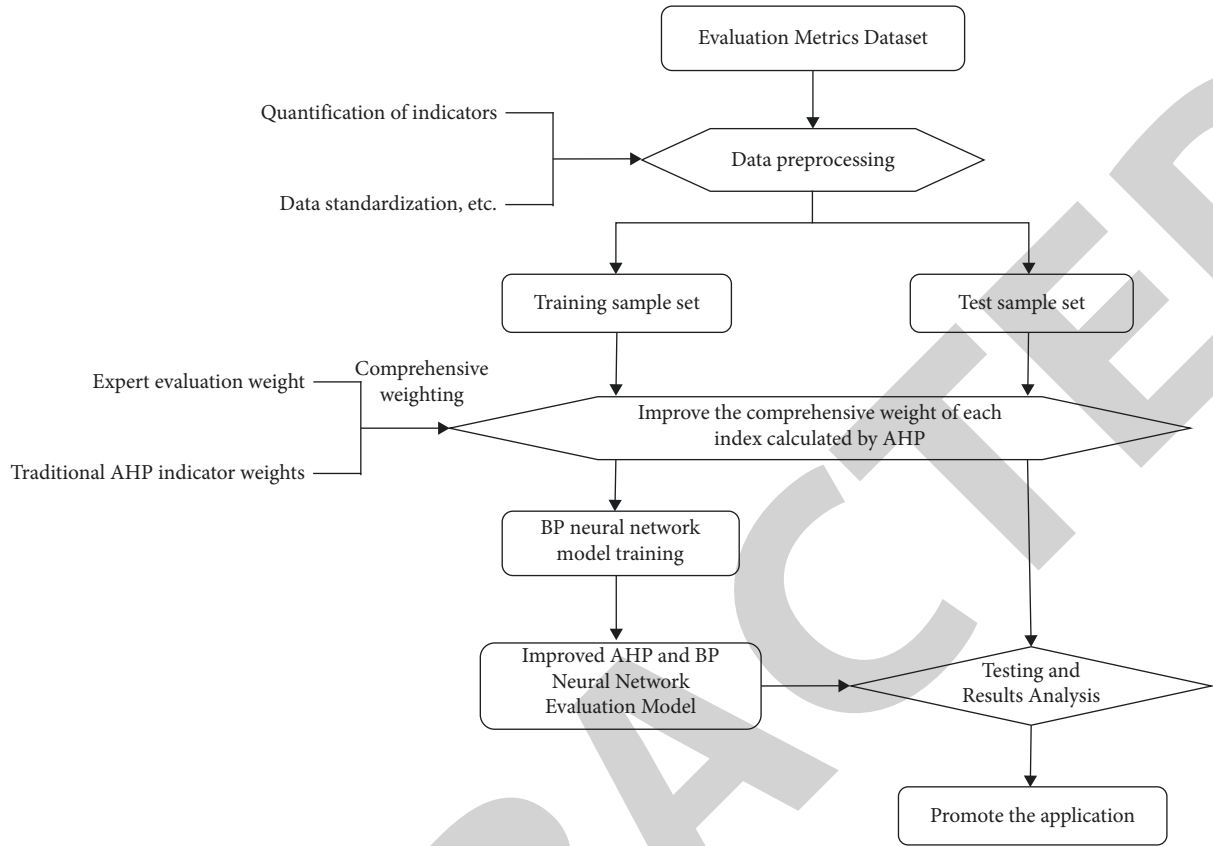 Evaluation Metrics Dataset
Quantification of indicators
Data preprocessing
Data standardization, etc.
Training sample set
Test sample set
Expert evaluation weight
Comprehensive
weighting
Improve the comprehensive weight of each
index calculated by AHP
Traditional AHP indicator weights
BP neural network
model training
Improved AHP and BP
Neural Network
Evaluation Model
Testing and
Results Analysis
Promote the application